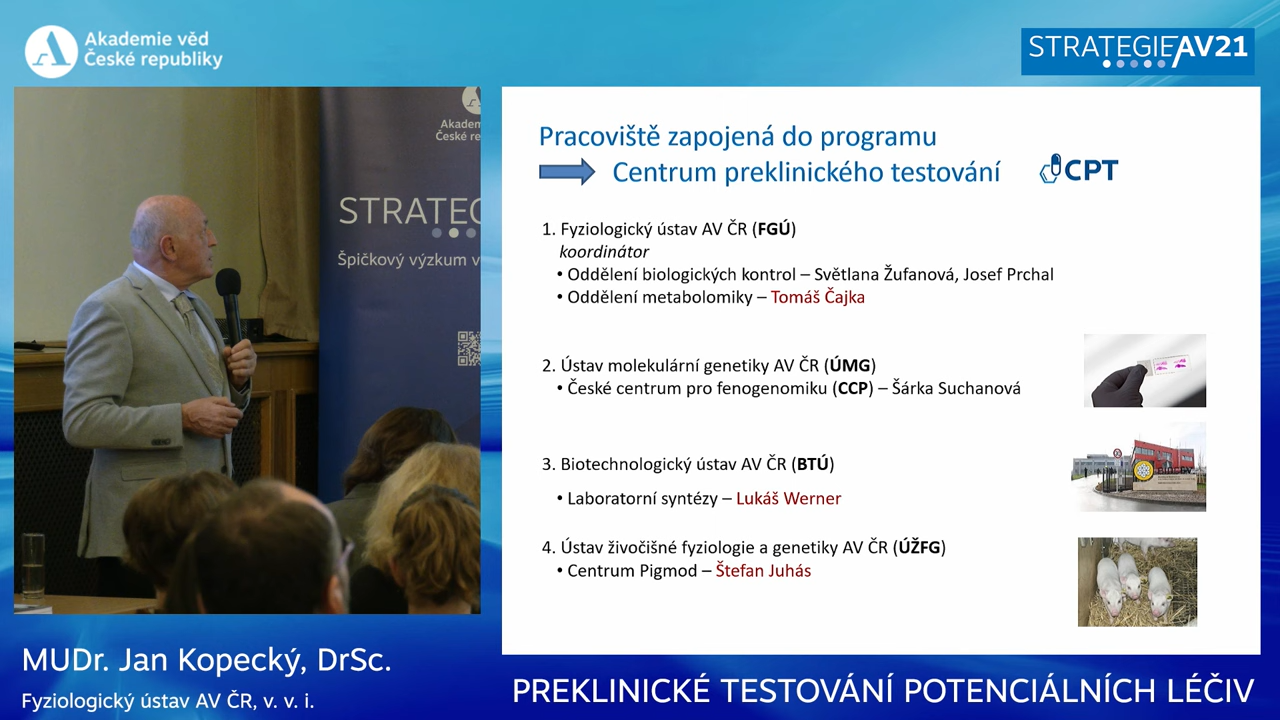 Akademie věd
České republiky
STRATEGIE AV21
Akadem
České re
STRATEG
Špičkový výzkum v
Pracoviště zapojená do programu
Centrum preklinického testování
CPT
1. Fyziologický ústav AV ČR (FGÚ)
koordinátor
• Oddělení biologických kontrol – Světlana Žufanová, Josef Prchal
• Oddělení metabolomiky – Tomáš Čajka
2. Ústav molekulární genetiky AV ČR (ÚMG)
• České centrum pro fenogenomiku (CCP) – Šárka Suchanová
3. Biotechnologický ústav AV ČR (BTÚ)
• Laboratorní syntézy – Lukáš Werner
4. Ústav živočišné fyziologie a genetiky AV ČR (ÚŽFG)
• Centrum Pigmod – Štefan Juhás
MUDr. Jan Kopecký, DrSc.
Fyziologický ústav AV ČR, v. v. i.
PREKLINICKÉ TESTOVÁNÍ POTENCIÁLNÍCH LÉČIV